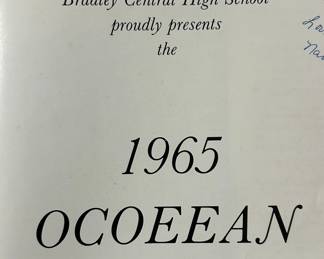 Bradley Central High School
proudly presents
the
1965
OCOEEAN